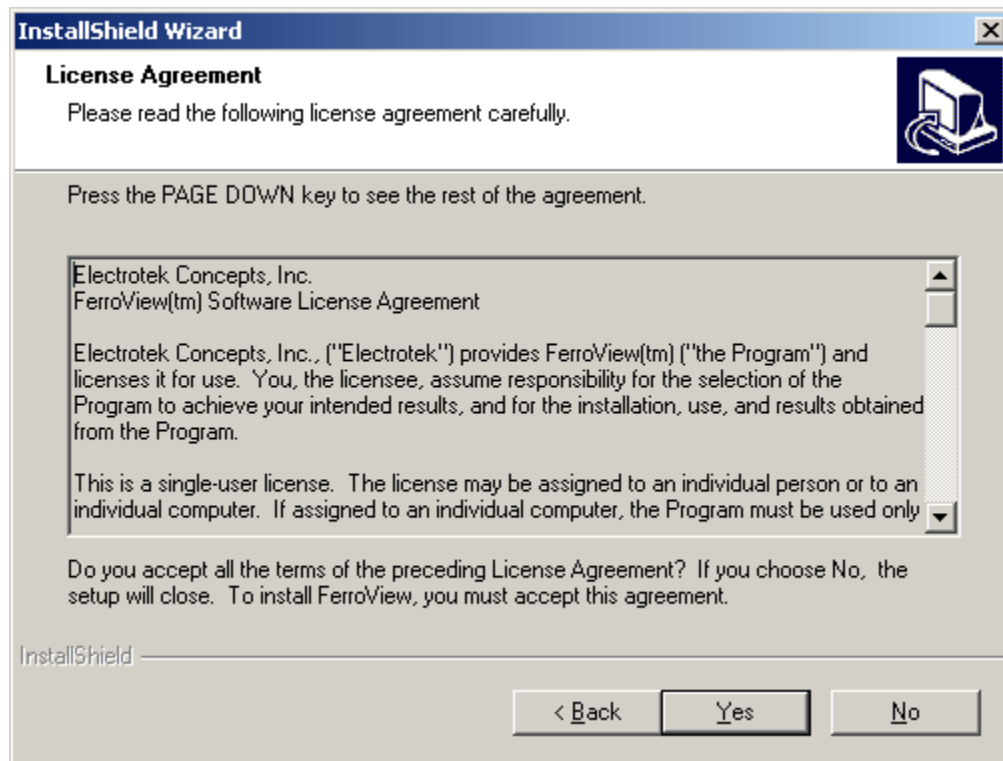 InstallShield Wizard
License Agreement
Please read the following license agreement carefully.
Press the PAGE DOWN key to see the rest of the agreement.
Electrotek Concepts, Inc.
FerroView(tm) Software License Agreement
Electrotek Concepts, Inc., ("Electrotek") provides FerroView(tm) ("the Program") and
licenses it for use.  You, the licensee, assume responsibility for the selection of the
Program to achieve your intended results, and for the installation, use, and results obtained
from the Program.
This is a single-user license.  The license may be assigned to an individual person or to an
individual computer.  If assigned to an individual computer, the Program must be used only
Do you accept all the terms of the preceding License Agreement?  If you choose No,  the
setup will close.  To install FerroView, you must accept this agreement.
InstallShield
< Back
Yes
No